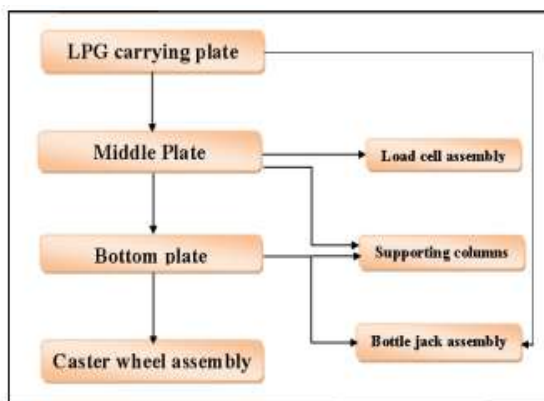 LPG carrying plate
Middle Plate
Load cell assembly
Bottom plate
Supporting columns
Caster wheel assembly
Bottle jack assembly